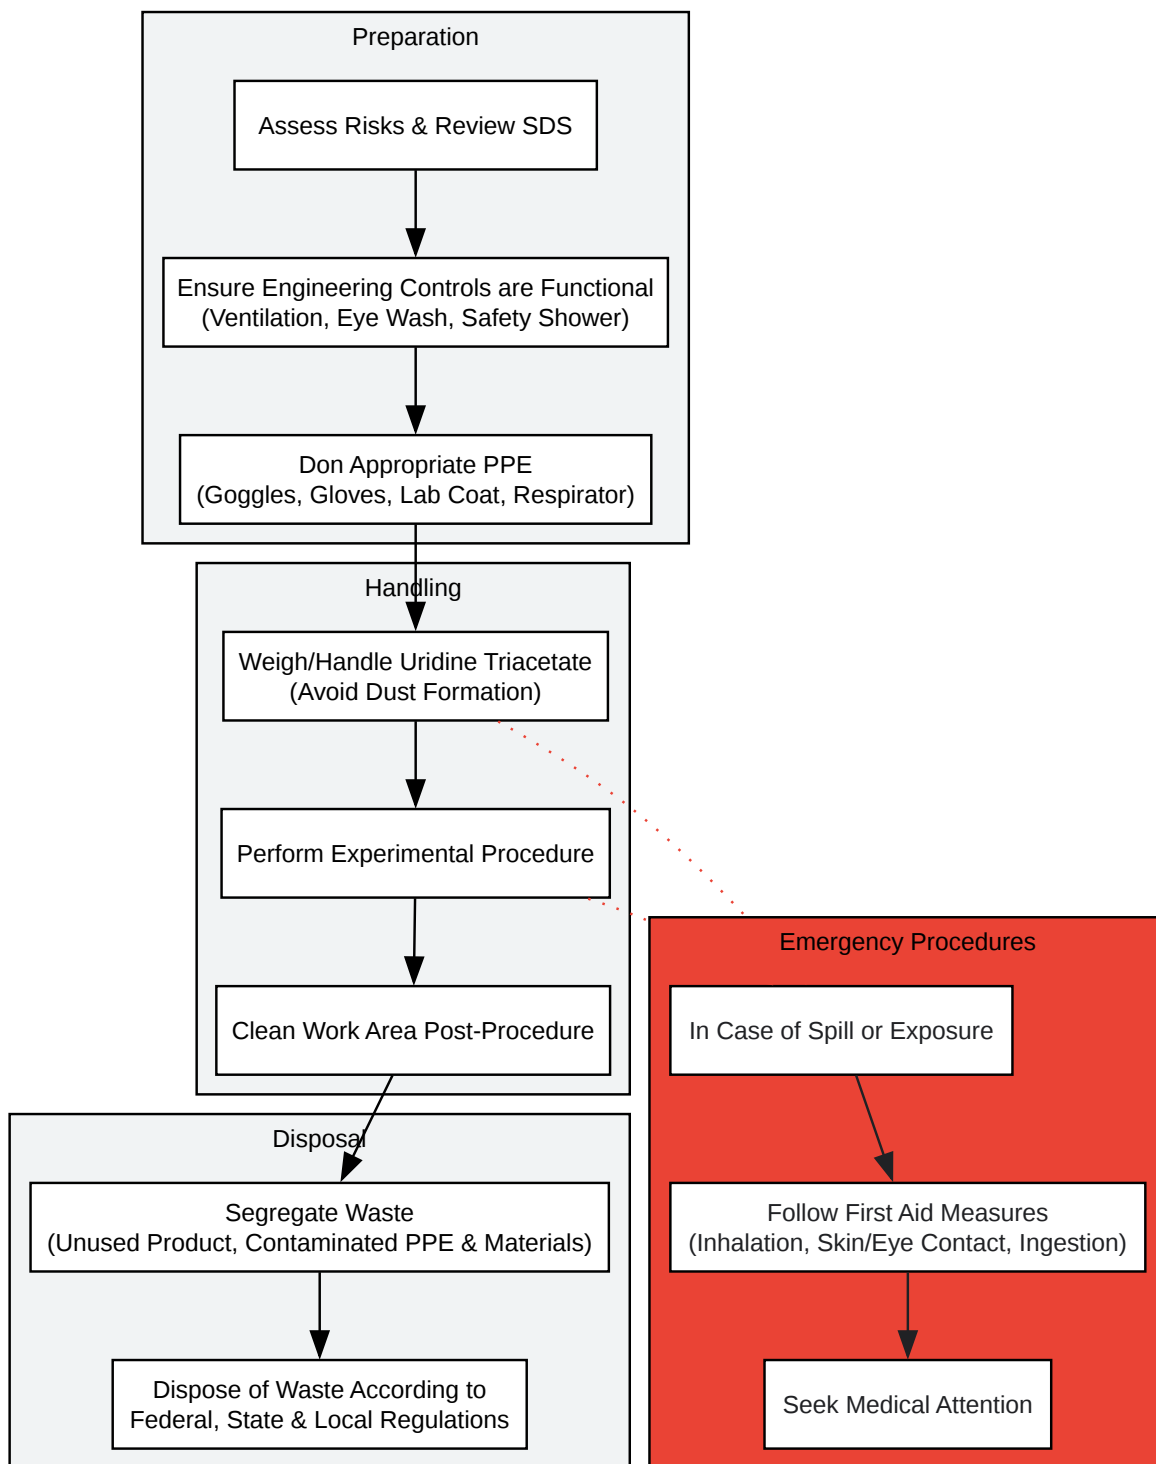 Preparation
Assess Risks & Review SDS
Ensure Engineering Controls are Functional
(Ventilation, Eye Wash, Safety Shower)
Don Appropriate PPE
(Goggles, Gloves, Lab Coat, Respirator)
Handling
Weigh/Handle Uridine Triacetate
(Avoid Dust Formation)
Perform Experimental Procedure
Clean Work Area Post-Procedure
Disposal
Segregate Waste
(Unused Product, Contaminated PPE & Materials)
Dispose of Waste According to
Federal, State & Local Regulations
Emergency Procedures
In Case of Spill or Exposure
Follow First Aid Measures
(Inhalation, Skin/Eye Contact, Ingestion)
Seek Medical Attention